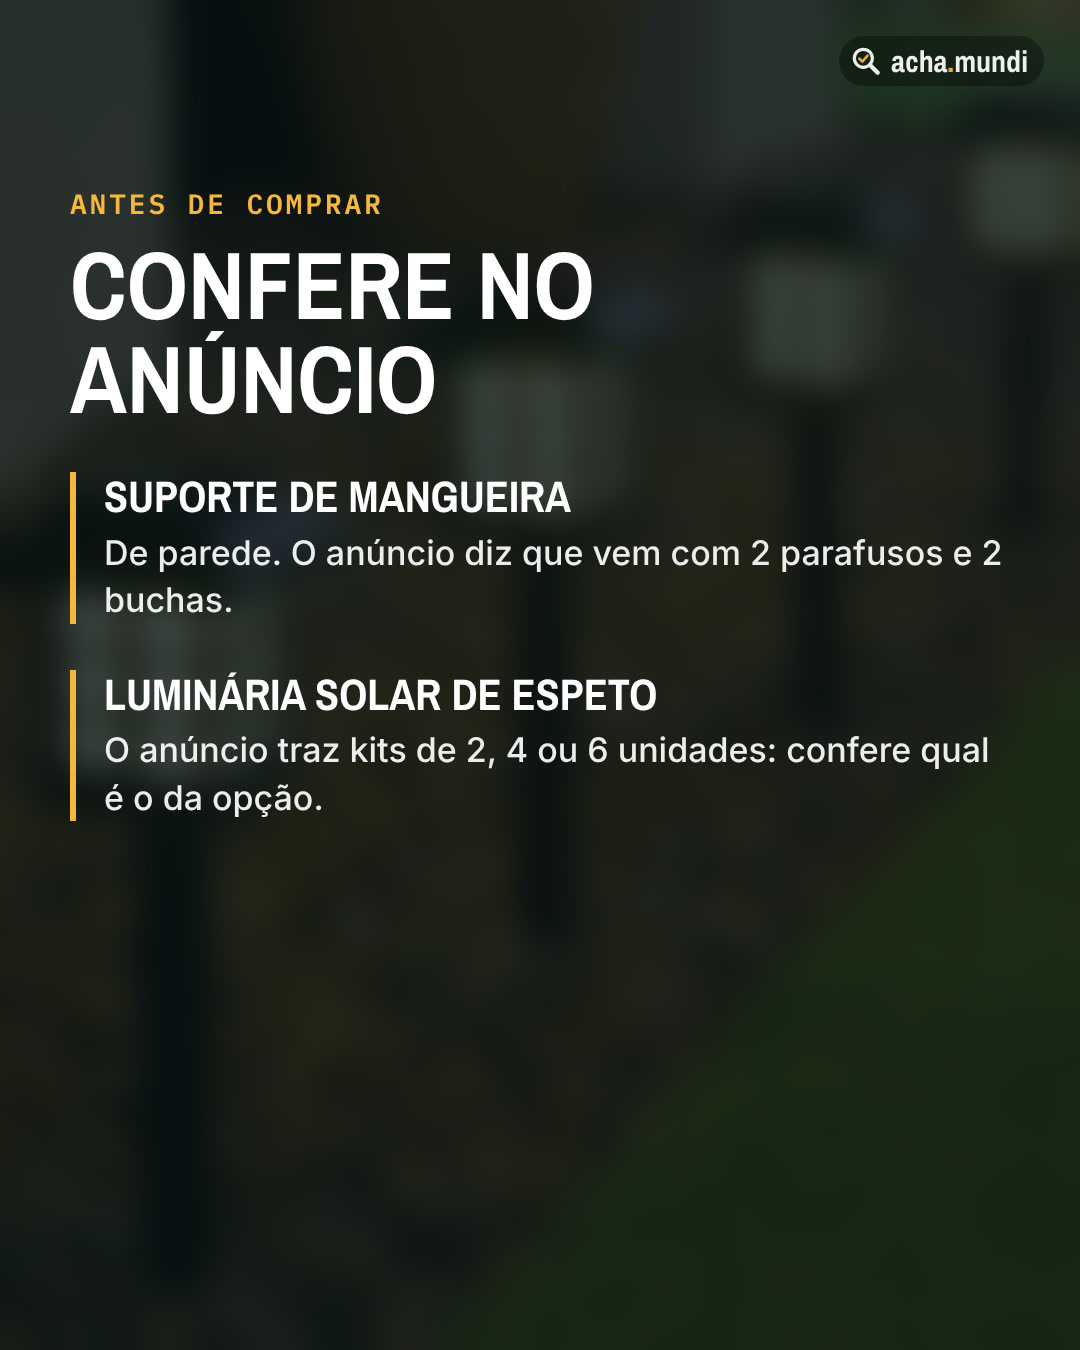 acha.mundi
ANTES DE COMPRAR
CONFERE NO
ANÚNCIO
SUPORTE DE MANGUEIRA
De parede. O anúncio diz que vem com 2 parafusos e 2
buchas.
LUMINÁRIA SOLAR DE ESPETO
O anúncio traz kits de 2, 4 ou 6 unidades: confere qual
é o da opção.